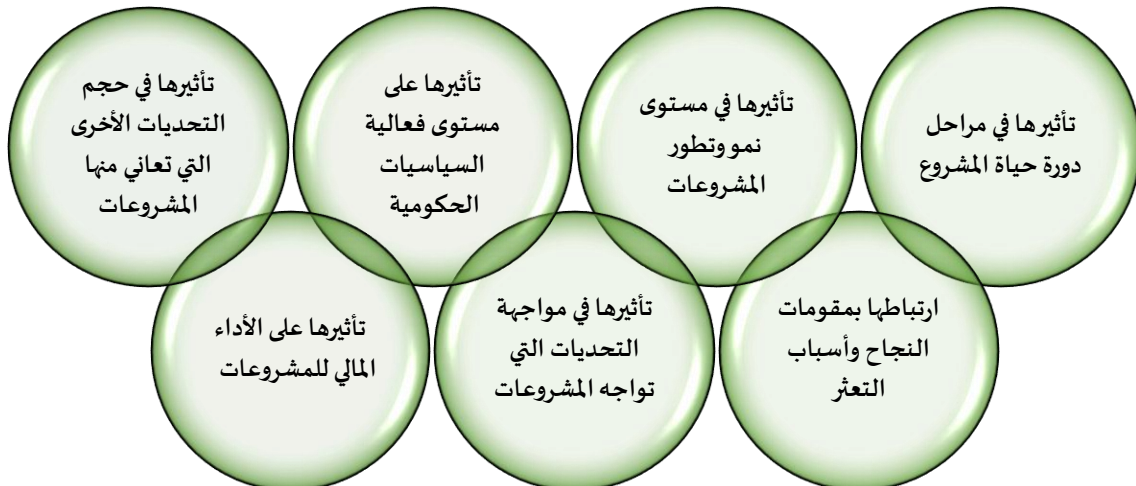 تأثيرها في مراحل
دورة حياة المشروع
تأثيرها في مستوى
نمو وتطور
المشروعات
تأثيرها على
مستوى فعالية
السياسيات
الحكومية
تأثيرها في حجم
التحديات الأخرى
التي تعاني منها
المشروعات
ارتباطها بمقومات
النجاح وأسباب
التعثر
تأثيرها في مواجهة
التحديات التي
تواجه المشروعات
تأثيرها على الأداء
المالي للمشروعات